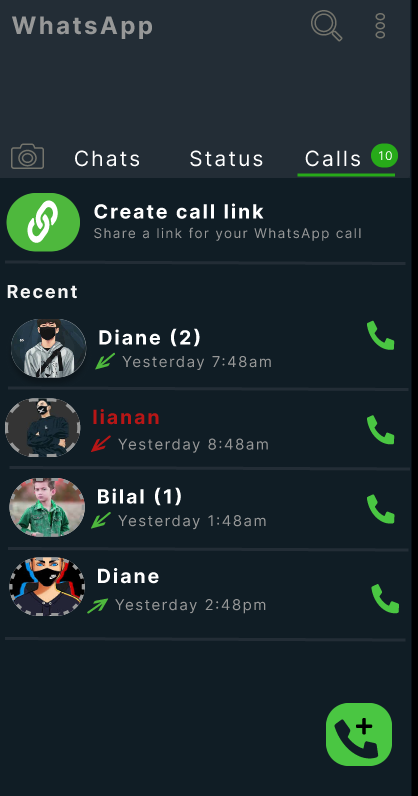 WhatsApp
Chats Status Calls 10
Create call link
Share a link for your WhatsApp call
Recent
Diane (2)
Yesterday 7:48am
lianan
Yesterday 8:48am
Bilal (1)
Yesterday 1:48am
Diane
Yesterday 2:48pm